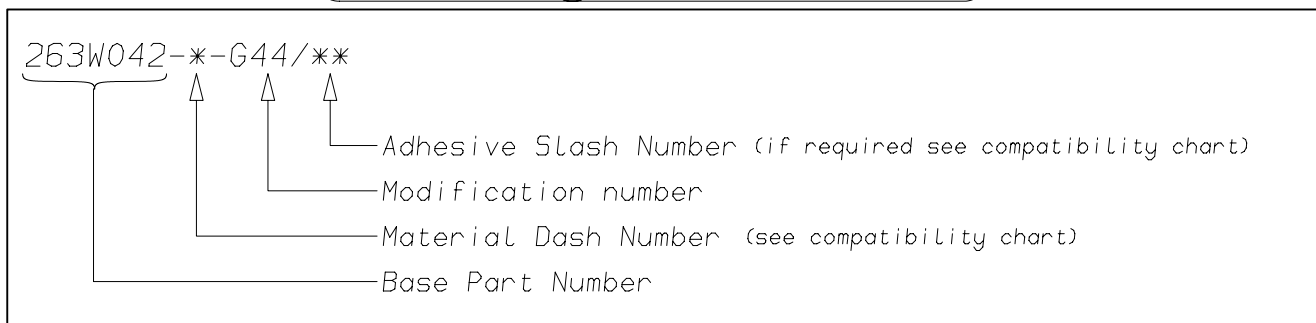 263W042-*-G44/**
Adhesive Slash Number (if required see compatibility chart)
Modification number
Material Dash Number (see compatibility chart)
Base Part Number